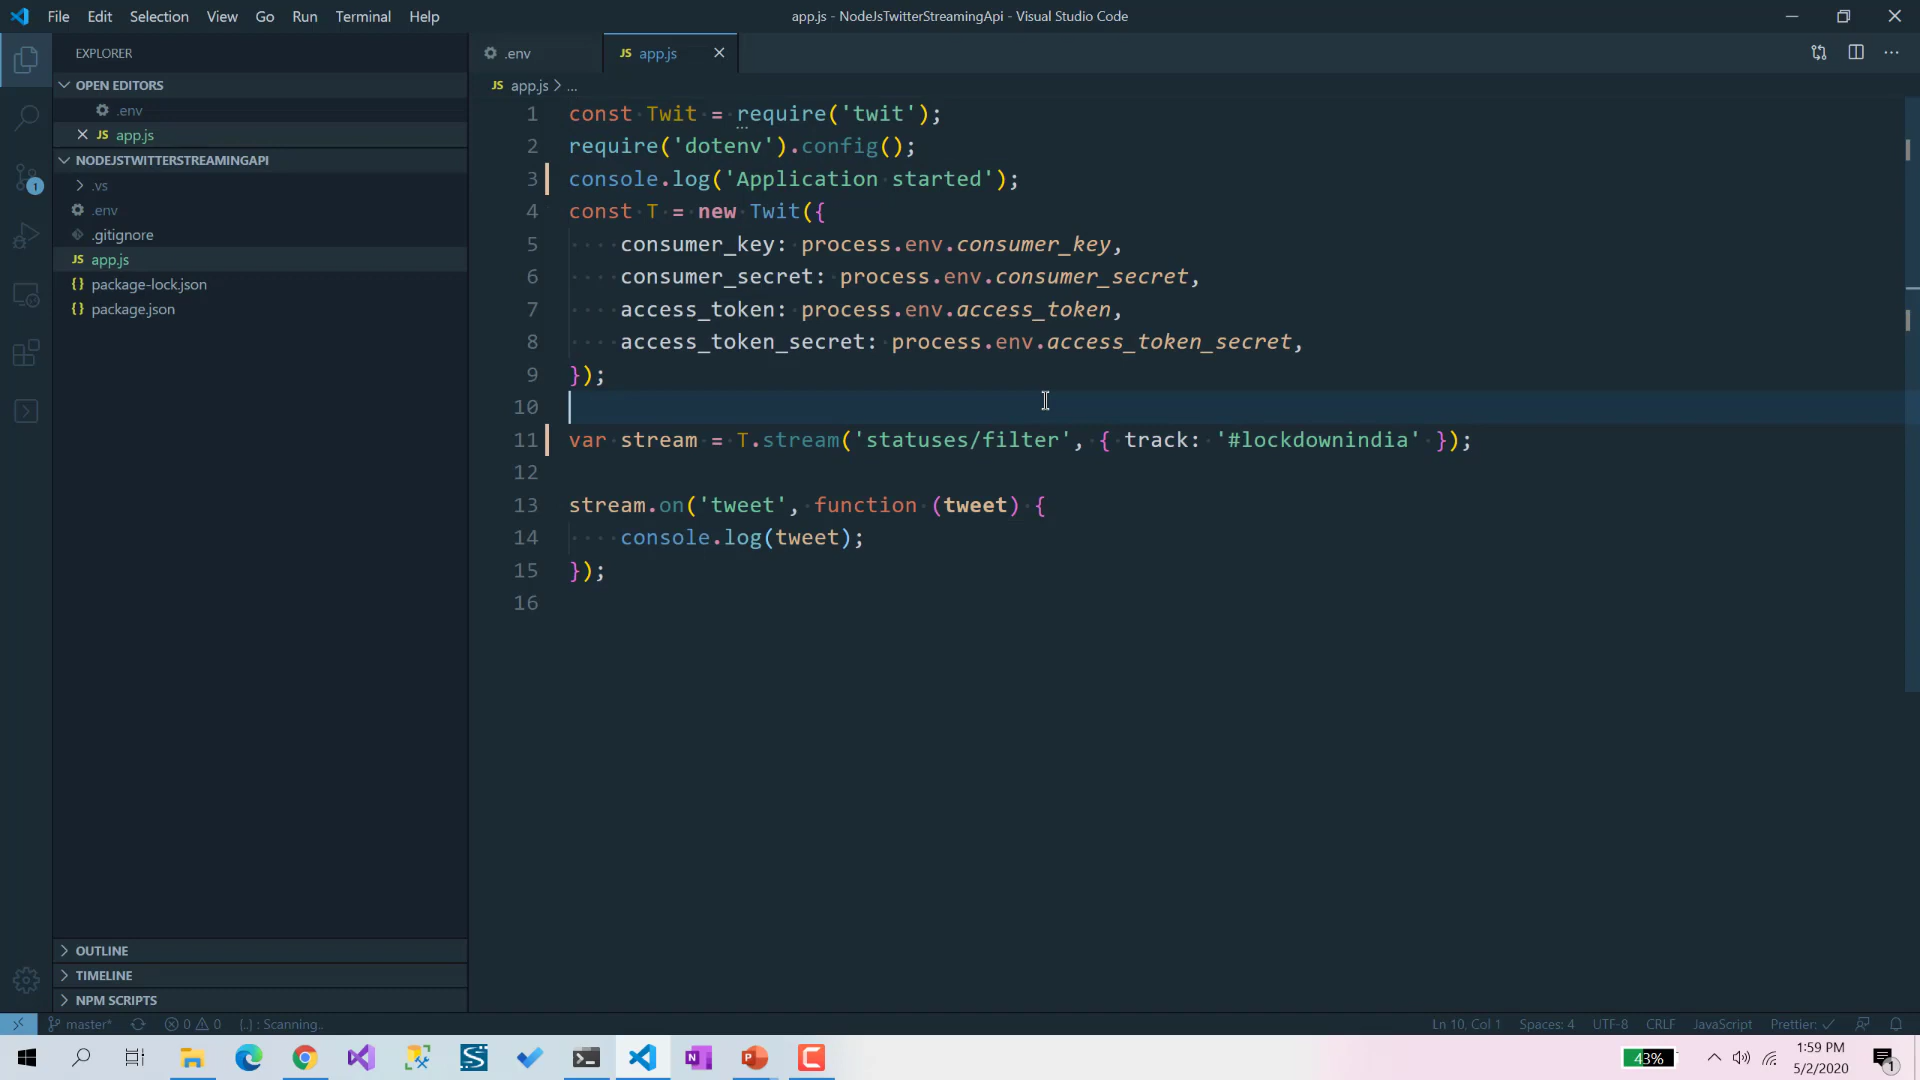 File Edit Selection View Go Run Terminal Help
app.js - NodeJsTwitterStreamingApi - Visual Studio Code
EXPLORER
OPEN EDITORS
.env
JS app.js
NODEJSTWITTERSTREAMINGAPI
.vs
.env
.gitignore
JS app.js
{} package-lock.json
{} package.json
OUTLINE
TIMELINE
NPM SCRIPTS
1
.env
JS app.js
JS app.js > ...
1 const Twit = require('twit');
2 require('dotenv').config();
3 console.log('Application started');
4 const T = new Twit({
5 consumer_key: process.env.consumer_key,
6 consumer_secret: process.env.consumer_secret,
7 access_token: process.env.access_token,
8 access_token_secret: process.env.access_token_secret,
9 });
10
11 var stream = T.stream('statuses/filter', { track: '#lockdownindia' });
12
13 stream.on('tweet', function (tweet) {
14 console.log(tweet);
15 });
16
master* 0 0 {..} : Scanning..
Ln 10, Col 1 Spaces: 4 UTF-8 CRLF JavaScript Prettier: ✓
43%
1:59 PM
5/2/2020
1